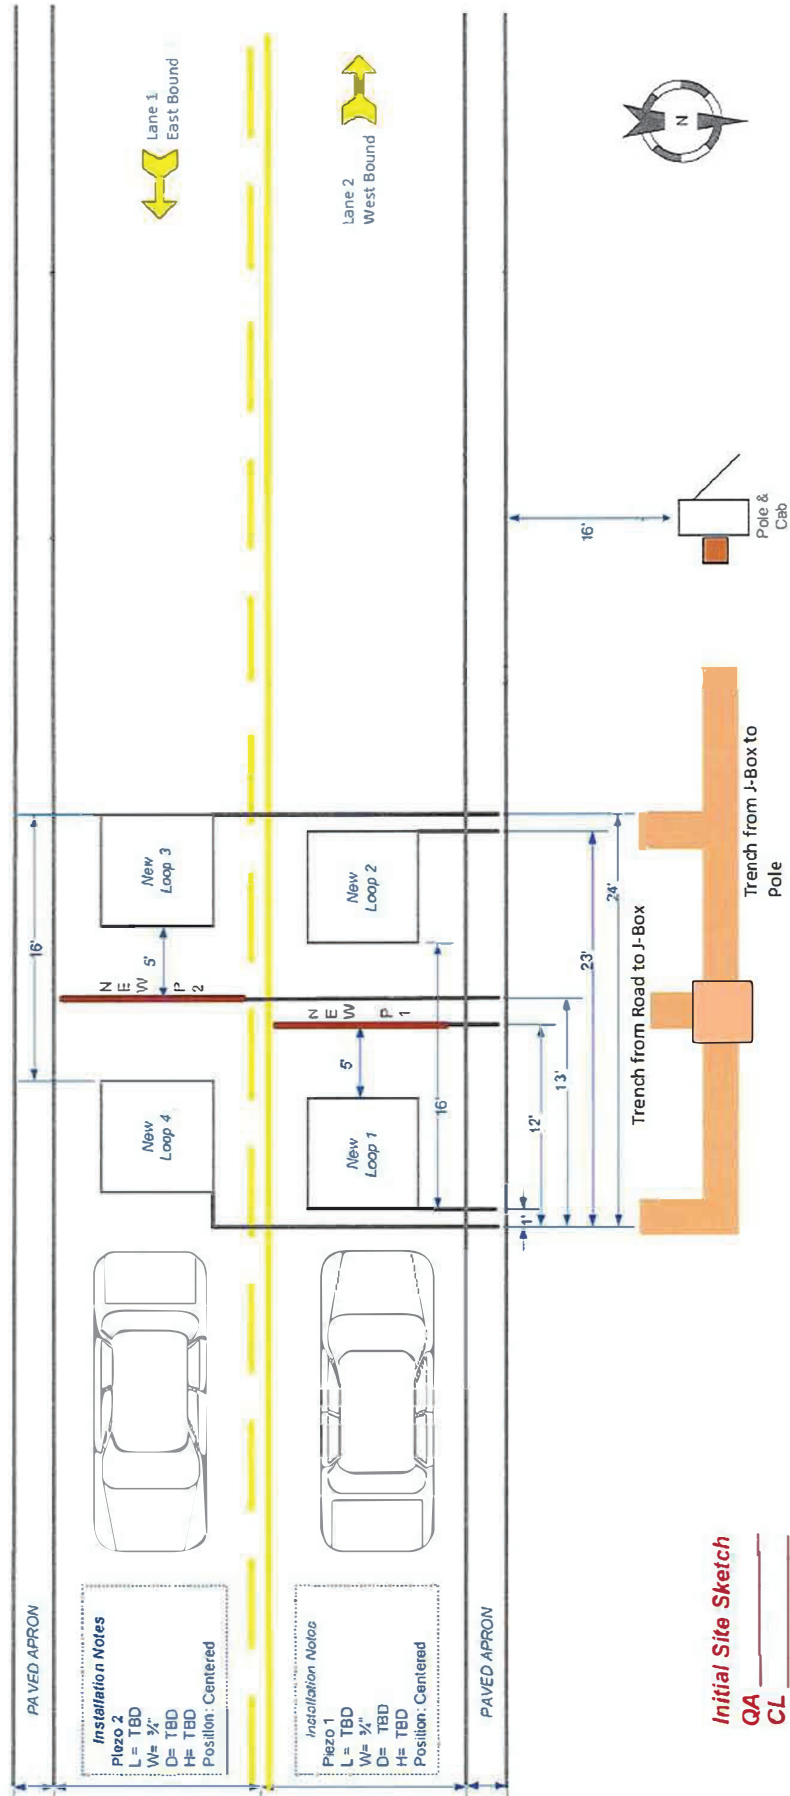 PAVED APRON
Installation Notes
Piezo 2
L = TBD
W= ¾"
D= TBD
H= TBD
Position: Centered
Installation Notes
Piezo 1
L = TBD
W= ¾"
D= TBD
H= TBD
Position: Centered
PAVED APRON
Lane 1
East Bound
Lane 2
West Bound
N
16'
New
Loop 4
5'
New
Loop 3
NEW P2
New
Loop 1
5'
NEW P1
New
Loop 2
16'
1'
12'
13'
23'
24'
16'
Pole &
Cab
Trench from Road to J-Box
Trench from J-Box to
Pole
Initial Site Sketch
QA
CL